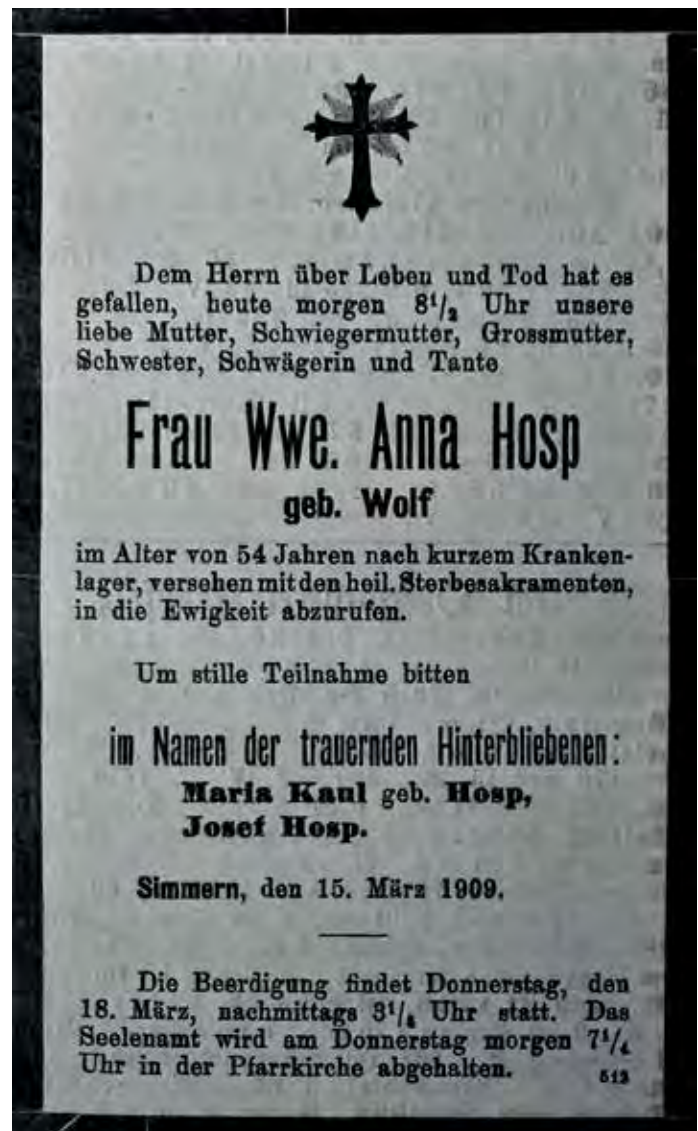 Dem Herrn über Leben und Tod hat es
gefallen, heute morgen 8½ Uhr unsere
liebe Mutter, Schwiegermutter, Grossmutter,
Schwester, Schwägerin und Tante
Frau Wwe. Anna Hosp
geb. Wolf
im Alter von 54 Jahren nach kurzem Kranken-
lager, versehen mit den heil. Sterbesakramenten,
in die Ewigkeit abzurufen.
Um stille Teilnahme bitten
im Namen der trauernden Hinterbliebenen:
Maria Kaul geb. Hosp,
Josef Hosp.
Simmern, den 15. März 1909.
Die Beerdigung findet Donnerstag, den
18. März, nachmittags Uhr statt. Das
Seelenamt wird am Donnerstag morgen 7¼
Uhr in der Pfarrkirche abgehalten.